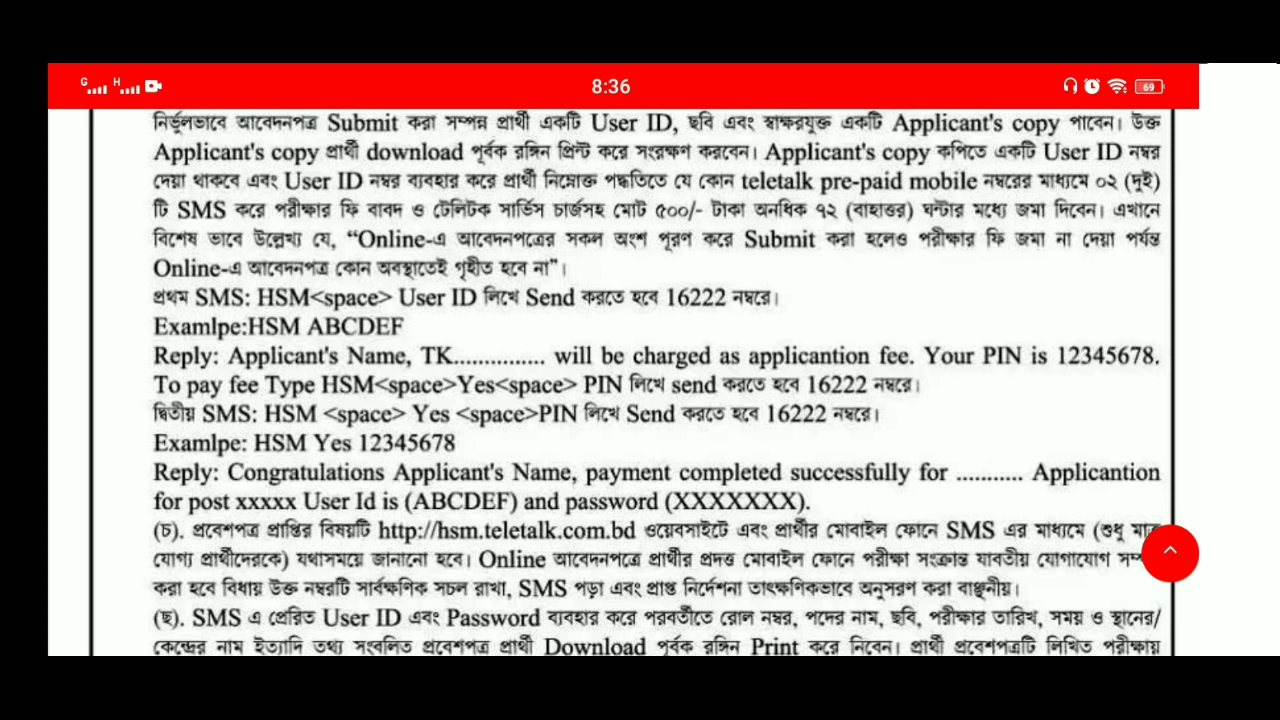 G H 8:36 69
নির্ভুলভাবে আবেদনপত্র Submit করা সম্পন্ন প্রার্থী একটি User ID, ছবি এবং স্বাক্ষরযুক্ত একটি Applicant's copy পাবেন। উক্ত
Applicant's copy প্রার্থী download পূর্বক রঙ্গিন প্রিন্ট করে সংরক্ষণ করবেন। Applicant's copy কপিতে একটি User ID নম্বর
দেয়া থাকবে এবং User ID নম্বর ব্যবহার করে প্রার্থী নিম্নোক্ত পদ্ধতিতে যে কোন teletalk pre-paid mobile নম্বরের মাধ্যমে ০২ (দুই)
টি SMS করে পরীক্ষার ফি বাবদ ও টেলিটক সার্ভিস চার্জসহ মোট ৫০০/- টাকা অনধিক ৭২ (বাহাত্তর) ঘন্টার মধ্যে জমা দিবেন। এখানে
বিশেষ ভাবে উল্লেখ্য যে, “Online-এ আবেদনপত্রের সকল অংশ পূরণ করে Submit করা হলেও পরীক্ষার ফি জমা না দেয়া পর্যন্ত
Online-এ আবেদনপত্র কোন অবস্থাতেই গৃহীত হবে না”।
প্রথম SMS: HSM<space> User ID লিখে Send করতে হবে 16222 নম্বরে।
Examlpe:HSM ABCDEF
Reply: Applicant's Name, TK............... will be charged as applicantion fee. Your PIN is 12345678.
To pay fee Type HSM<space>Yes<space> PIN লিখে send করতে হবে 16222 নম্বরে।
দ্বিতীয় SMS: HSM <space> Yes <space>PIN লিখে Send করতে হবে 16222 নম্বরে।
Examlpe: HSM Yes 12345678
Reply: Congratulations Applicant's Name, payment completed successfully for ........... Applicantion
for post xxxxx User Id is (ABCDEF) and password (XXXXXXX).
(চ). প্রবেশপত্র প্রাপ্তির বিষয়টি http://hsm.teletalk.com.bd ওয়েবসাইটে এবং প্রার্থীর মোবাইল ফোনে SMS এর মাধ্যমে (শুধু মাত্র
যোগ্য প্রার্থীদেরকে) যথাসময়ে জানানো হবে। Online আবেদনপত্রে প্রার্থীর প্রদত্ত মোবাইল ফোনে পরীক্ষা সংক্রান্ত যাবতীয় যোগাযোগ
করা হবে বিধায় উক্ত নম্বরটি সার্বক্ষণিক সচল রাখা, SMS পড়া এবং প্রাপ্ত নির্দেশনা তাৎক্ষণিকভাবে অনুসরণ করা বাঞ্ছনীয়।
(ছ). SMS এ প্রেরিত User ID এবং Password ব্যবহার করে পরবর্তীতে রোল নম্বর, পদের নাম, ছবি, পরীক্ষার তারিখ, সময় ও স্থানের/
কেন্দ্রের নাম ইত্যাদি তথ্য সংবলিত প্রবেশপত্র প্রার্থী Download পূর্বক রঙ্গিন Print করে নিবেন। প্রার্থী প্রবেশপত্রটি লিখিত পরীক্ষায়